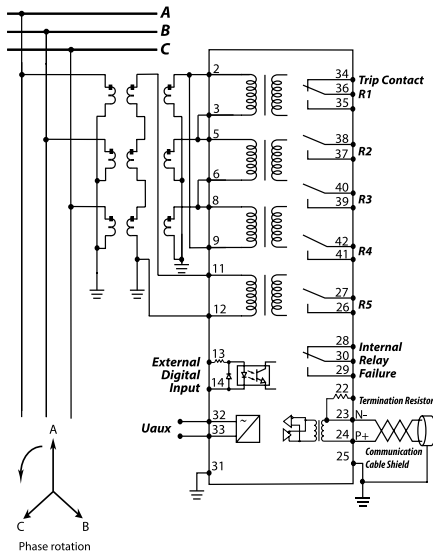 A
B
C
2
34
Trip Contact
36
R1
35
3
5
38
R2
37
6
40
8
R3
39
9
42
R4
41
11
27
R5
26
12
28
Internal
13
30
Relay
External
29
Failure
Digital
Input
14
22
Termination Resistor
32
23
N-
Uaux
33
24
P+
Communication
Cable Shield
25
31
~
A
C
B
Phase rotation